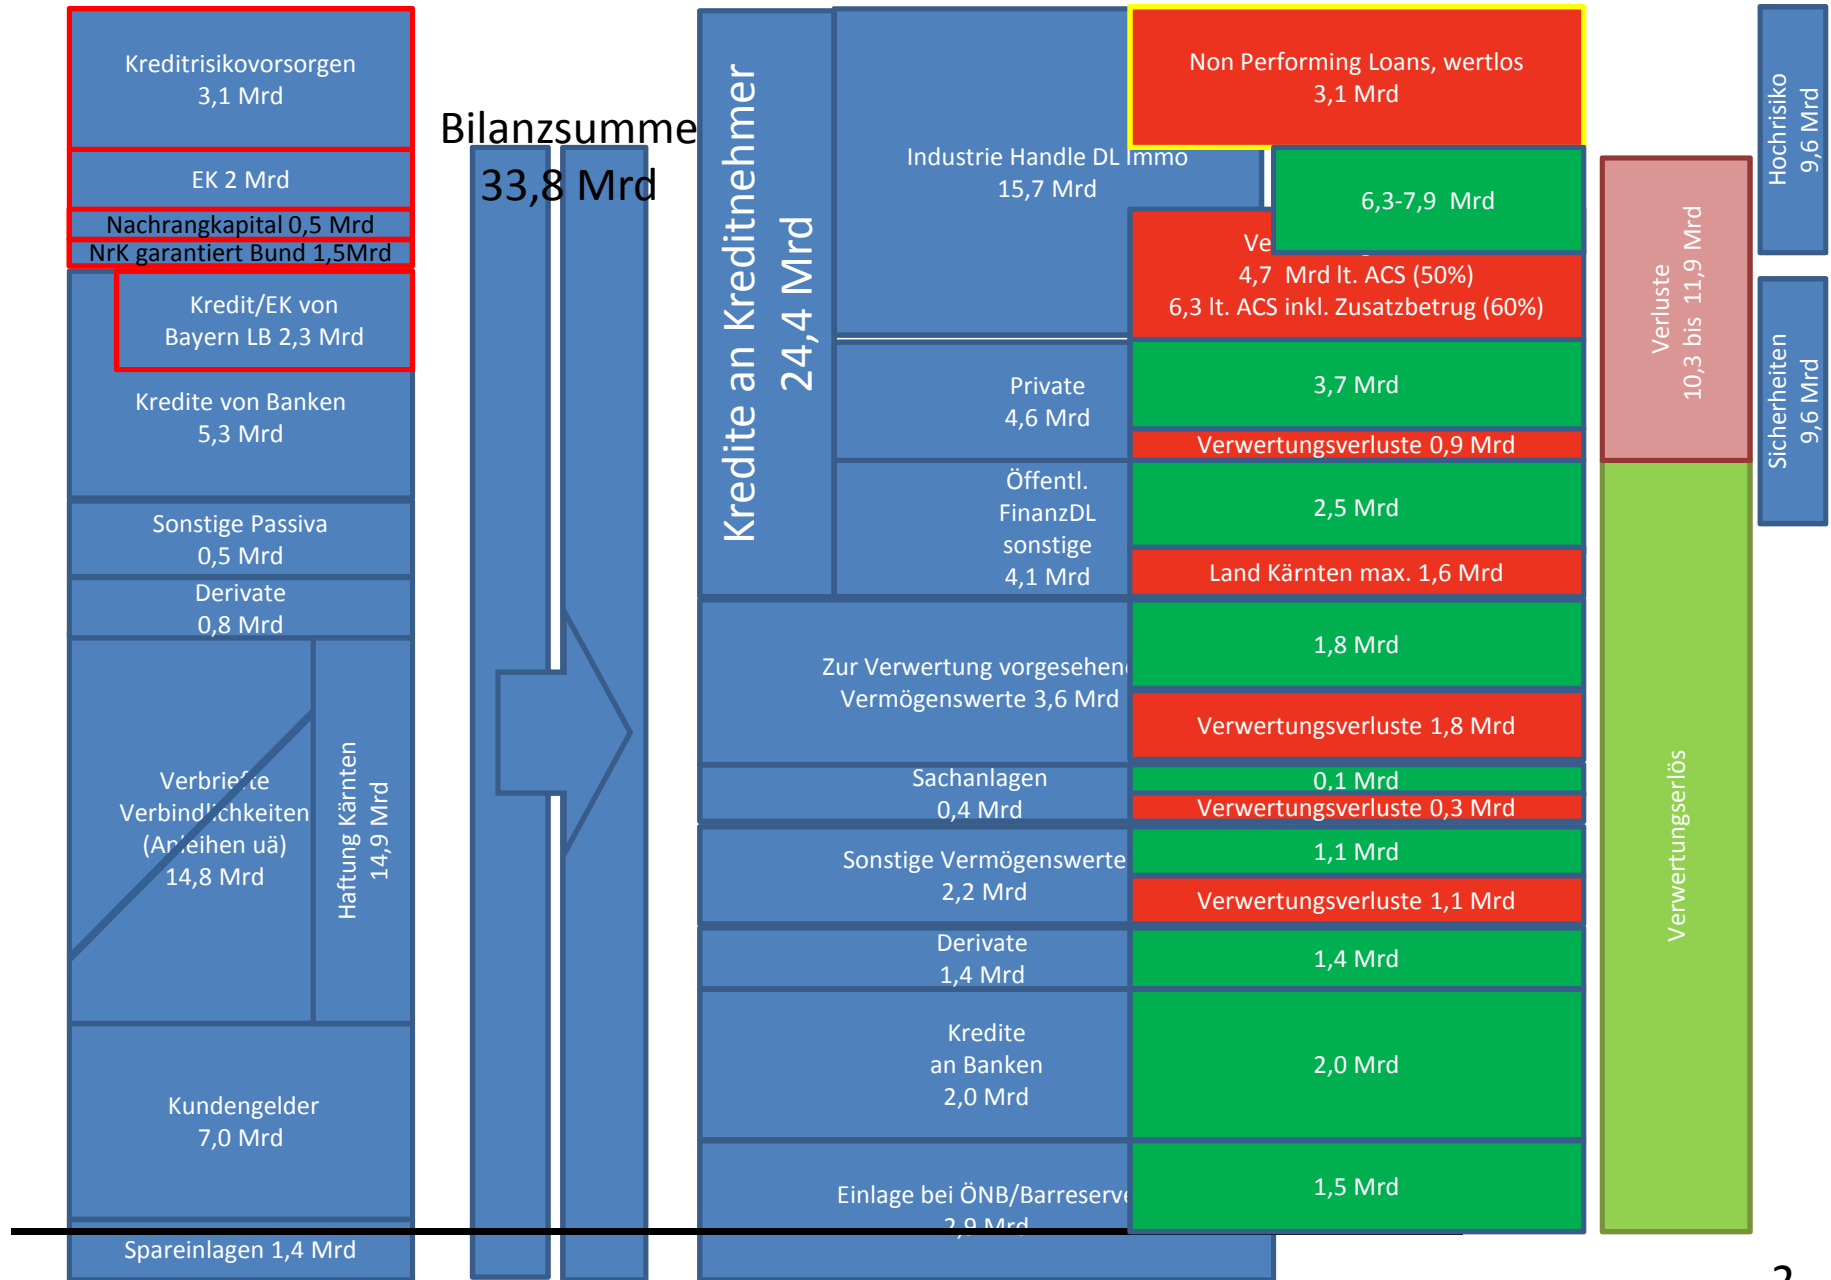 Kreditrisikovorsorgen
3,1 Mrd
EK 2 Mrd
Nachrangkapital 0,5 Mrd
NrK garantiert Bund 1,5Mrd
Kredit/EK von
Bayern LB 2,3 Mrd
Kredite von Banken
5,3 Mrd
Sonstige Passiva
0,5 Mrd
Derivate
0,8 Mrd
Verbriefte
Verbindlichkeiten
(Anleihen uä)
14,8 Mrd
Haftung Kärnten
14,9 Mrd
Kundengelder
7,0 Mrd
Spareinlagen 1,4 Mrd
Bilanzsumme
33,8 Mrd
Kredite an Kreditnehmer
24,4 Mrd
Industrie Handle DL Immo
15,7 Mrd
Private
4,6 Mrd
Öffentl.
FinanzDL
sonstige
4,1 Mrd
Zur Verwertung vorgesehene
Vermögenswerte 3,6 Mrd
Sachanlagen
0,4 Mrd
Sonstige Vermögenswerte
2,2 Mrd
Derivate
1,4 Mrd
Kredite
an Banken
2,0 Mrd
Einlage bei ÖNB/Barreserve
2,9 Mrd
Non Performing Loans, wertlos
3,1 Mrd
6,3-7,9 Mrd
4,7 Mrd lt. ACS (50%)
6,3 lt. ACS inkl. Zusatzbetrug (60%)
3,7 Mrd
Verwertungsverluste 0,9 Mrd
2,5 Mrd
Land Kärnten max. 1,6 Mrd
1,8 Mrd
Verwertungsverluste 1,8 Mrd
0,1 Mrd
Verwertungsverluste 0,3 Mrd
1,1 Mrd
Verwertungsverluste 1,1 Mrd
1,4 Mrd
2,0 Mrd
1,5 Mrd
Verluste
10,3 bis 11,9 Mrd
Verwertungserlös
Hochrisiko
9,6 Mrd
Sicherheiten
9,6 Mrd